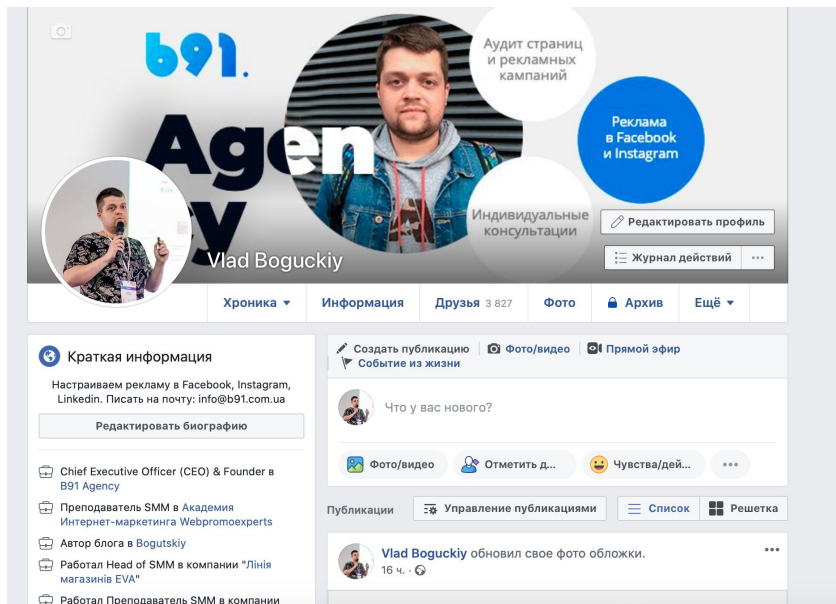 b91.
Agen
cy
Аудит страниц
и рекламных
кампаний
Реклама
в Facebook
и Instagram
Индивидуальные
консультации
Vlad Boguckiy
Редактировать профиль
Журнал действий
Хроника
Информация
Друзья 3 827
Фото
Архив
Ещё
Краткая информация
Настраиваем рекламу в Facebook, Instagram,
Linkedin. Писать на почту: info@b91.com.ua
Редактировать биографию
Chief Executive Officer (CEO) & Founder в
B91 Agency
Преподаватель SMM в Академия
Интернет-маркетинга Webpromoexperts
Автор блога в Bogutskiy
Работал Head of SMM в компании "Лінія
магазинів EVA"
Работал Преподаватель SMM в компании
Создать публикацию
Фото/видео
Прямой эфир
Событие из жизни
Что у вас нового?
Фото/видео
Отметить д...
Чувства/дей...
Публикации
Управление публикациями
Список
Решетка
Vlad Boguckiy обновил свое фото обложки.
16 ч. ·